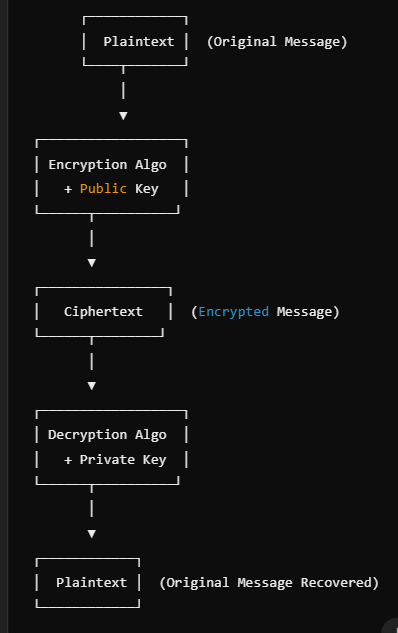 Plaintext (Original Message)
Encryption Algo
+ Public Key
Ciphertext (Encrypted Message)
Decryption Algo
+ Private Key
Plaintext (Original Message Recovered)